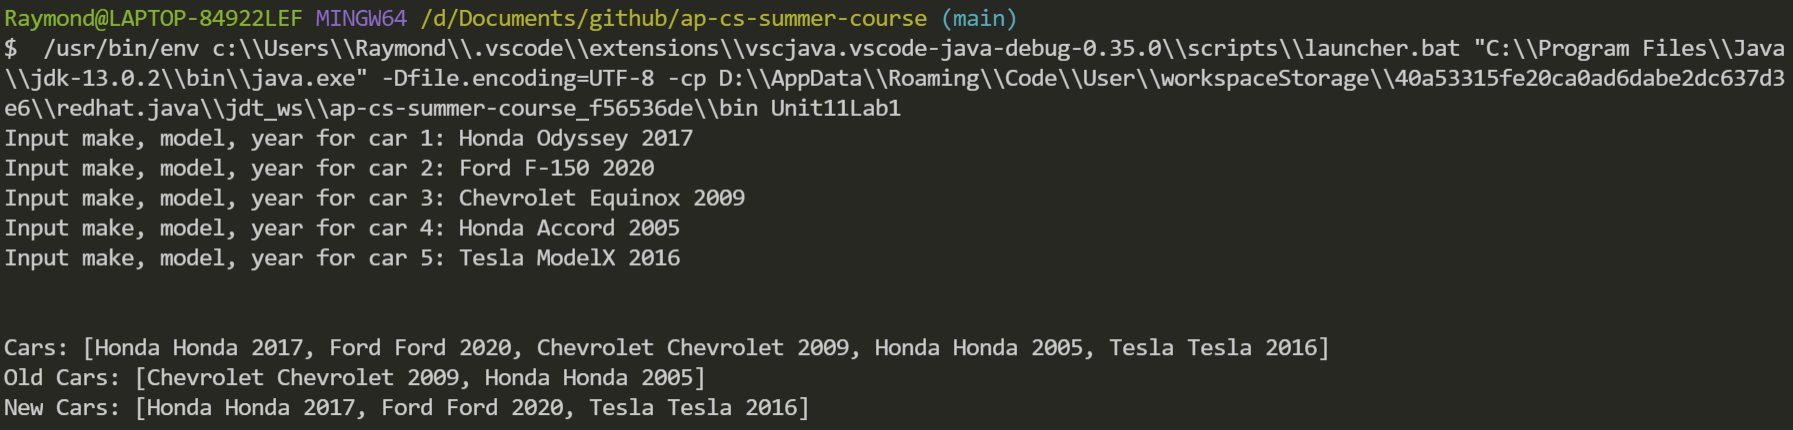 Raymond@LAPTOP-84922LEF MINGW64 /d/Documents/github/ap-cs-summer-course (main)
$  /usr/bin/env c:\\Users\\Raymond\\.vscode\\extensions\\vscjava.vscode-java-debug-0.35.0\\scripts\\launcher.bat "C:\\Program Files\\Java
\\jdk-13.0.2\\bin\\java.exe" -Dfile.encoding=UTF-8 -cp D:\\AppData\\Roaming\\Code\\User\\workspaceStorage\\40a53315fe20ca0ad6dabe2dc637d3
e6\\redhat.java\\jdt_ws\\ap-cs-summer-course_f56536de\\bin Unit11Lab1
Input make, model, year for car 1: Honda Odyssey 2017
Input make, model, year for car 2: Ford F-150 2020
Input make, model, year for car 3: Chevrolet Equinox 2009
Input make, model, year for car 4: Honda Accord 2005
Input make, model, year for car 5: Tesla ModelX 2016
Cars: [Honda Honda 2017, Ford Ford 2020, Chevrolet Chevrolet 2009, Honda Honda 2005, Tesla Tesla 2016]
Old Cars: [Chevrolet Chevrolet 2009, Honda Honda 2005]
New Cars: [Honda Honda 2017, Ford Ford 2020, Tesla Tesla 2016]